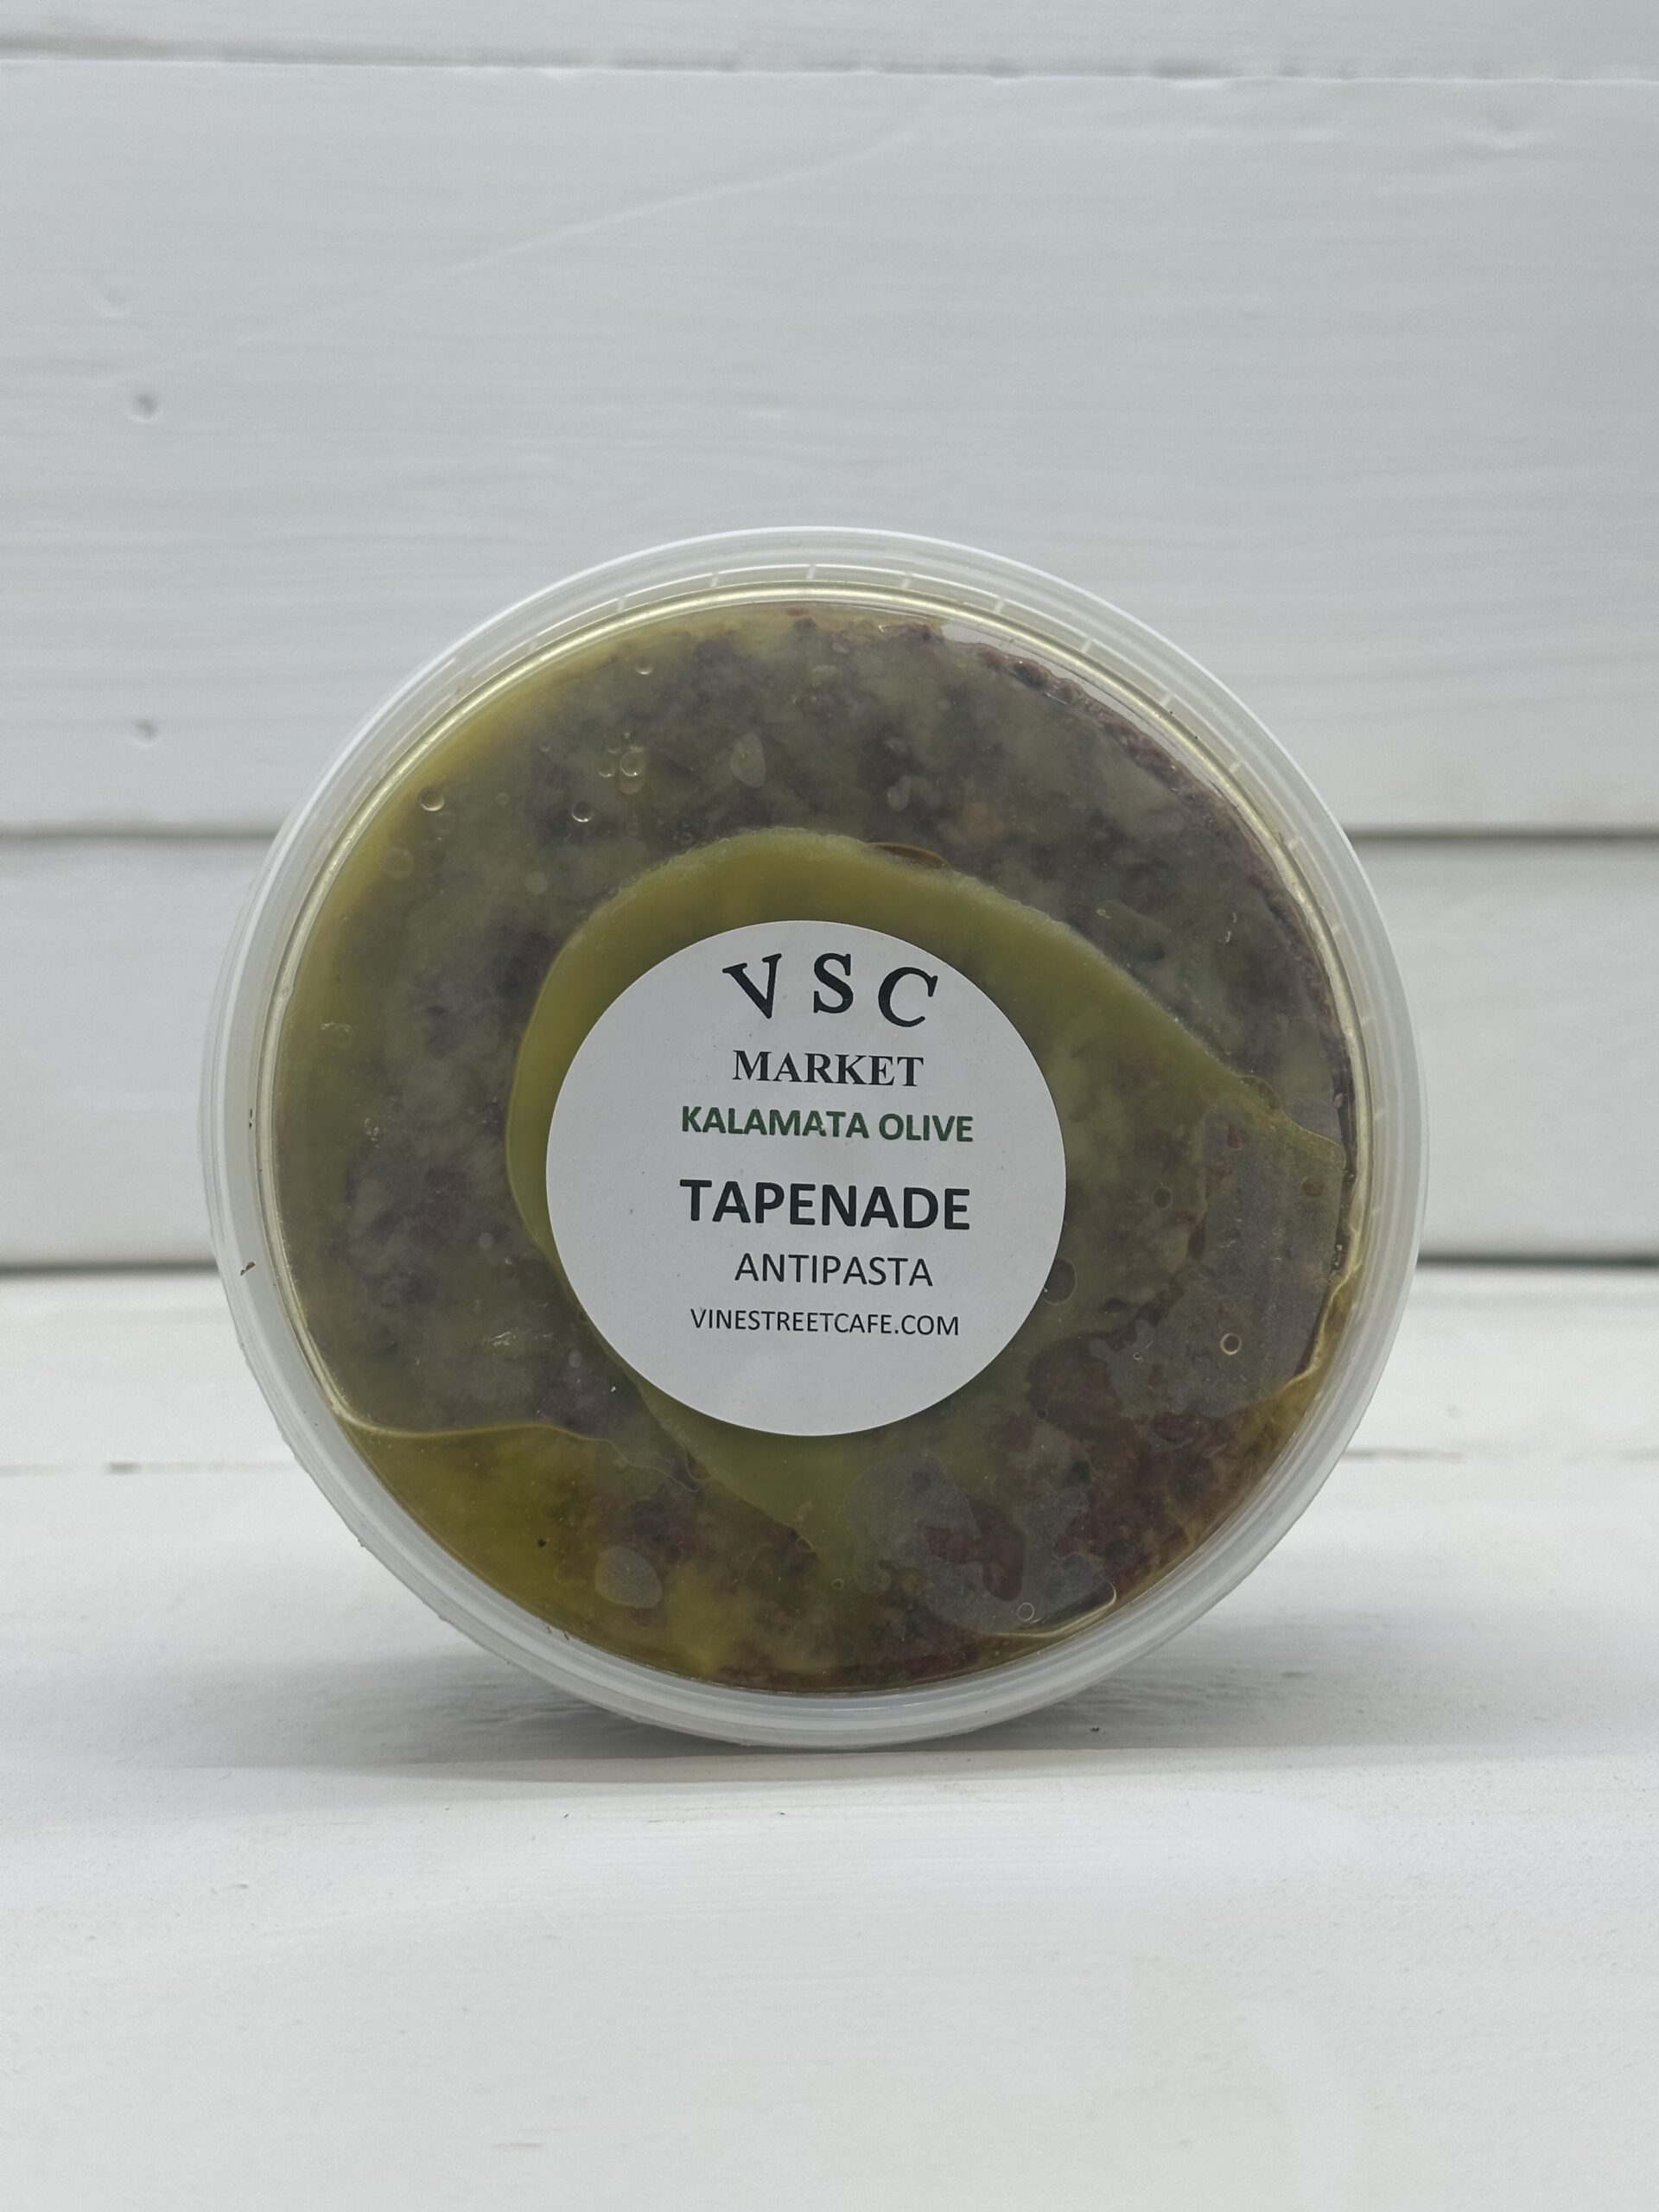 V S C
MARKET
KALAMATA OLIVE
TAPENADE
ANTIPASTA
VINESTREETCAFE.COM